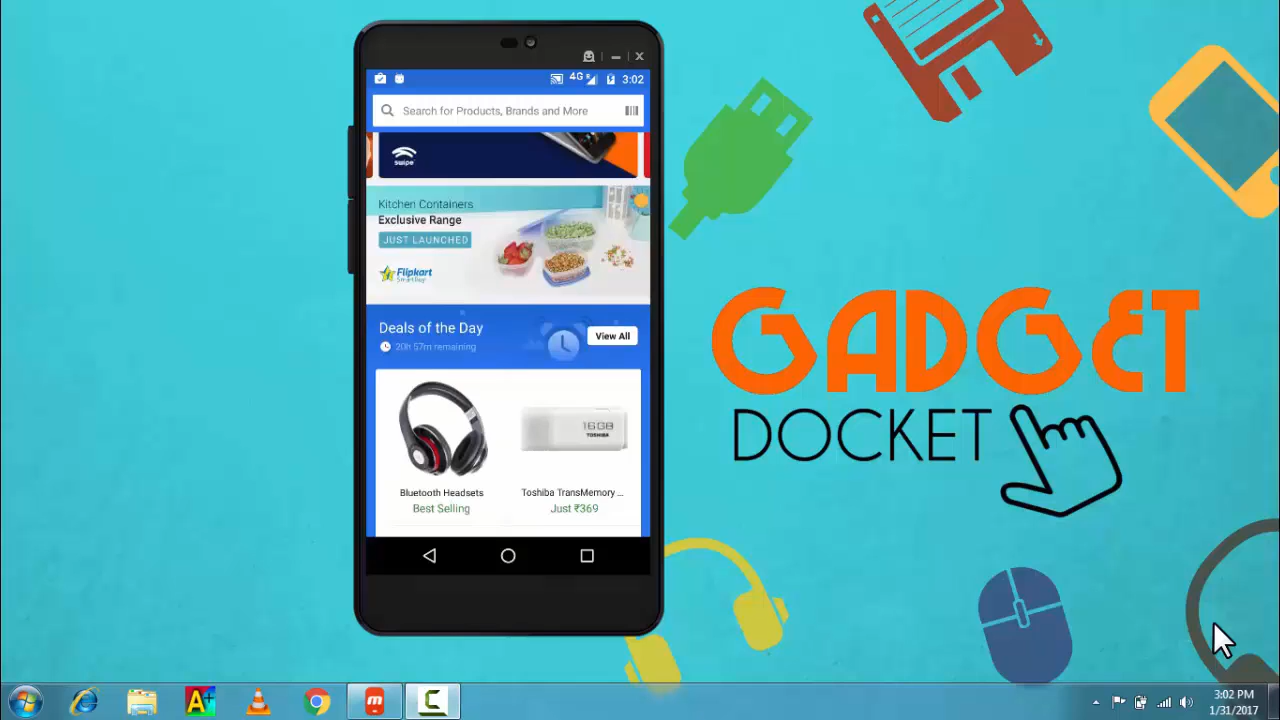 4G
3:02
Search for Products, Brands and More
swipe
Kitchen Containers
Exclusive Range
JUST LAUNCHED
Flipkart
SmartBuy
Deals of the Day
View All
20h 57m remaining
16GB
TOSHIBA
Bluetooth Headsets
Best Selling
Toshiba TransMemory ...
Just ₹369
GADGET
DOCKET
A+
m
C
3:02 PM
1/31/2017